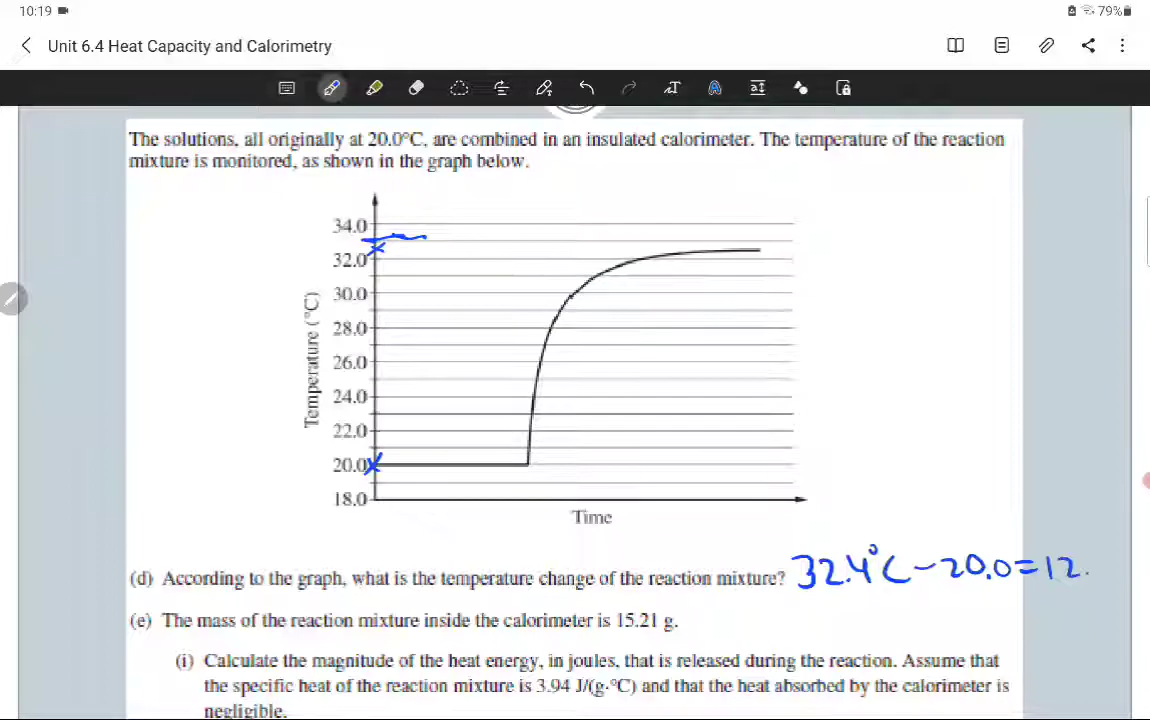 10:19 79%
Unit 6.4 Heat Capacity and Calorimetry
The solutions, all originally at 20.0°C, are combined in an insulated calorimeter. The temperature of the reaction
mixture is monitored, as shown in the graph below.
34.0
32.0
30.0
28.0
26.0
24.0
22.0
20.0
18.0
Temperature (°C)
Time
(d) According to the graph, what is the temperature change of the reaction mixture? 32.4°C - 20.0 = 12.
(e) The mass of the reaction mixture inside the calorimeter is 15.21 g.
(i) Calculate the magnitude of the heat energy, in joules, that is released during the reaction. Assume that
the specific heat of the reaction mixture is 3.94 J/(g·°C) and that the heat absorbed by the calorimeter is
negligible.